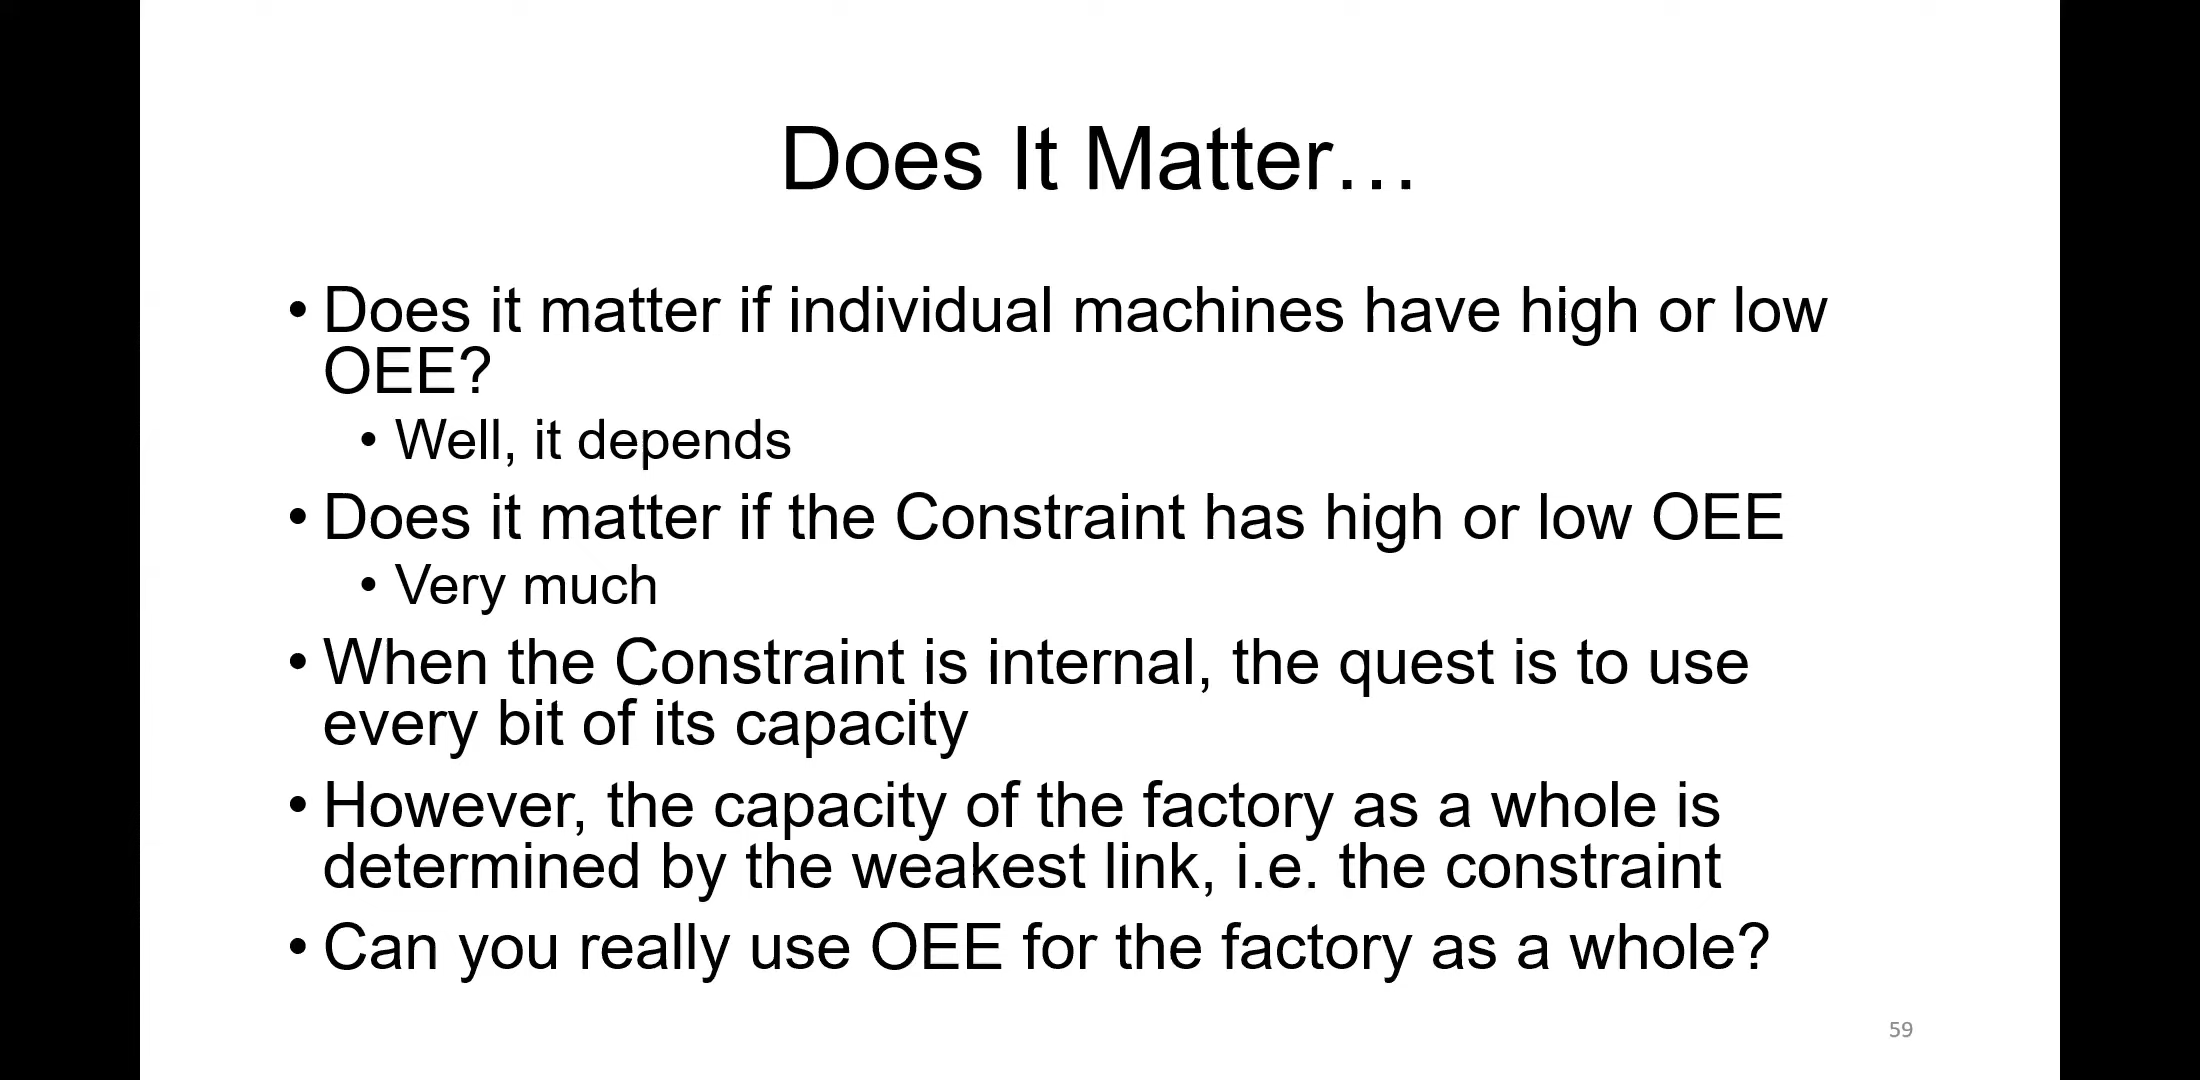 Does It Matter…
• Does it matter if individual machines have high or low
OEE?
• Well, it depends
• Does it matter if the Constraint has high or low OEE
• Very much
• When the Constraint is internal, the quest is to use
every bit of its capacity
• However, the capacity of the factory as a whole is
determined by the weakest link, i.e. the constraint
• Can you really use OEE for the factory as a whole?
59